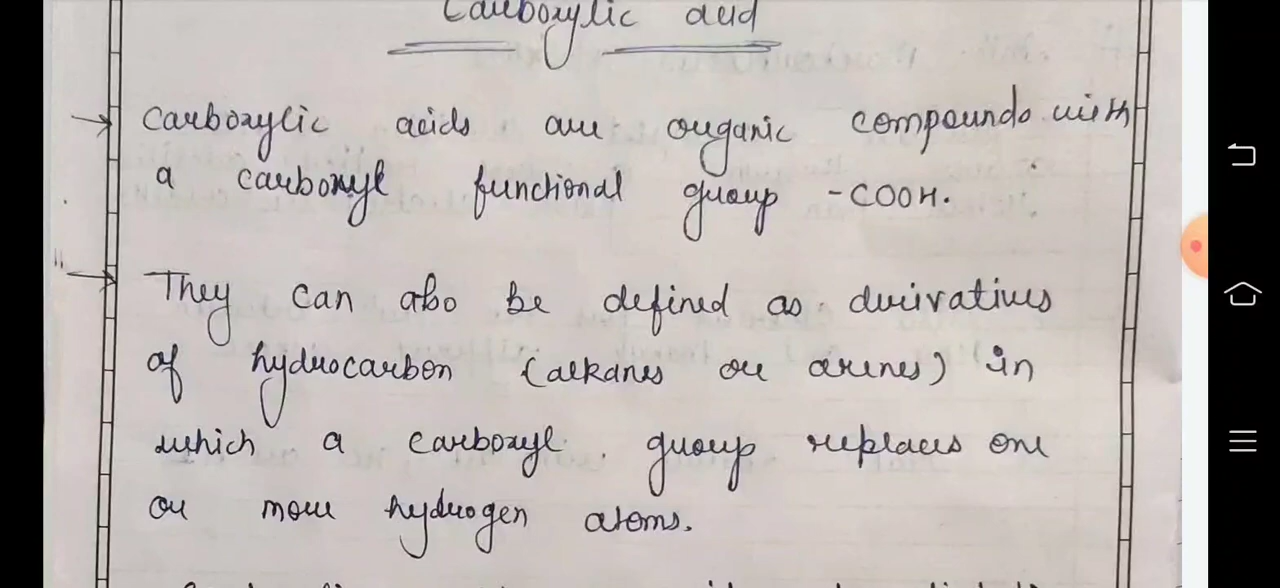 Carboxylic acid
→ Carboxylic acids are organic compounds with
a carboxyl functional group -COOH.
→ They can also be defined as derivatives
of hydrocarbon (alkanes or arenes) in
which a carboxyl group replaces one
or more hydrogen atoms.